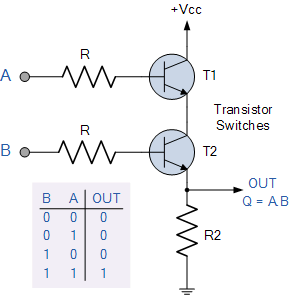 +Vcc
R
A
T1
Transistor
Switches
R
B
T2
OUT
Q = A.B
B A OUT
0 0 0
0 1 0
1 0 0
1 1 1
R2